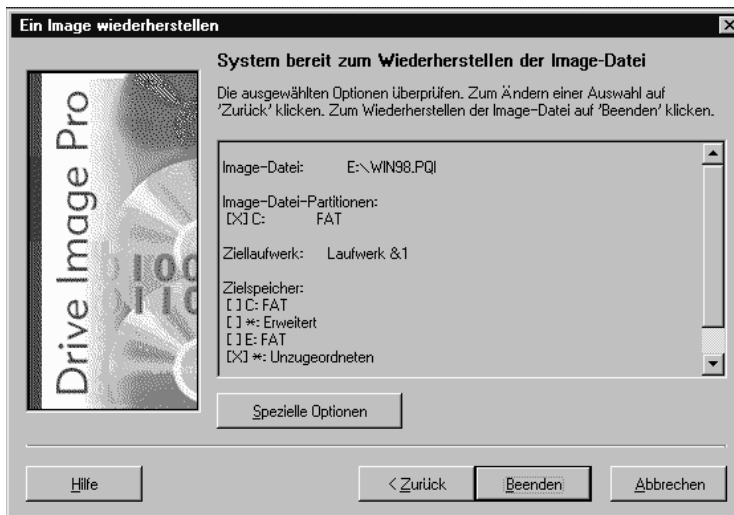 Ein Image wiederherstellen
System bereit zum Wiederherstellen der Image-Datei
Die ausgewählten Optionen überprüfen. Zum Ändern einer Auswahl auf
'Zurück' klicken. Zum Wiederherstellen der Image-Datei auf 'Beenden' klicken.
Drive Image Pro
100
110
Image-Datei: E:\WIN98.PQI
Image-Datei-Partitionen:
[X] C: FAT
Ziellaufwerk: Laufwerk &1
Zielspeicher:
[ ] C: FAT
[ ] *: Erweitert
[ ] E: FAT
[X] *: Unzugeordneten
Spezielle Optionen
Hilfe
< Zurück
Beenden
Abbrechen